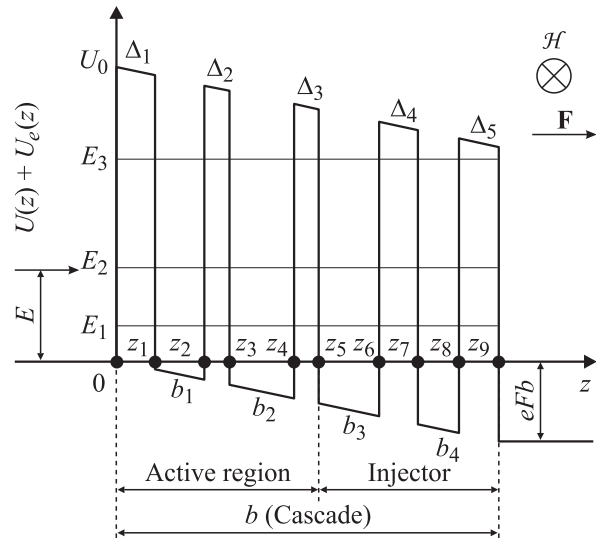 U(z) + U_e(z)
U₀
Δ₁
Δ₂
Δ₃
Δ₄
Δ₅
ℋ
F
E₃
E₂
E₁
E
z₁ z₂ z₃ z₄ z₅ z₆ z₇ z₈ z₉
0
z
b₁
b₂
b₃
b₄
eFb
Active region
Injector
b (Cascade)